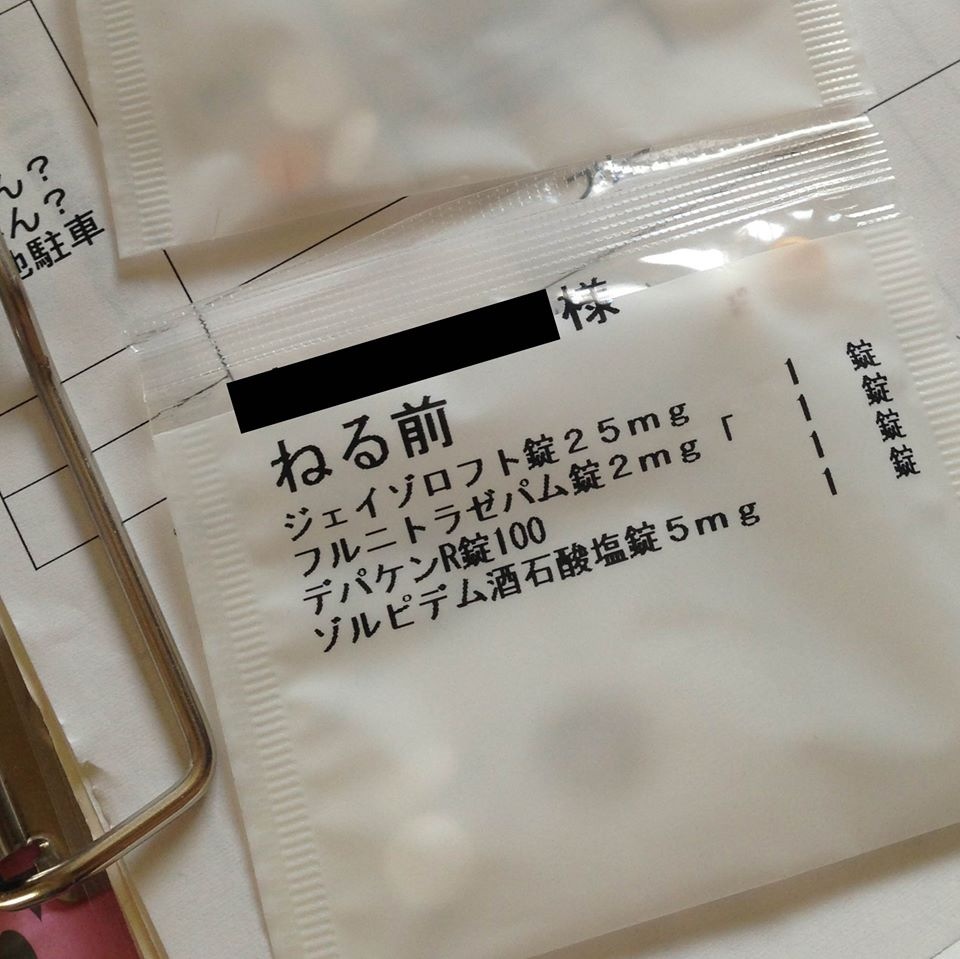 ん？
ん？
地駐車
様
ねる前
ジェイゾロフト錠２５ｍｇ 1 錠
フルニトラゼパム錠２ｍｇ「 1 錠
デパケンR錠100 1 錠
ゾルピデム酒石酸塩錠５ｍｇ 1 錠